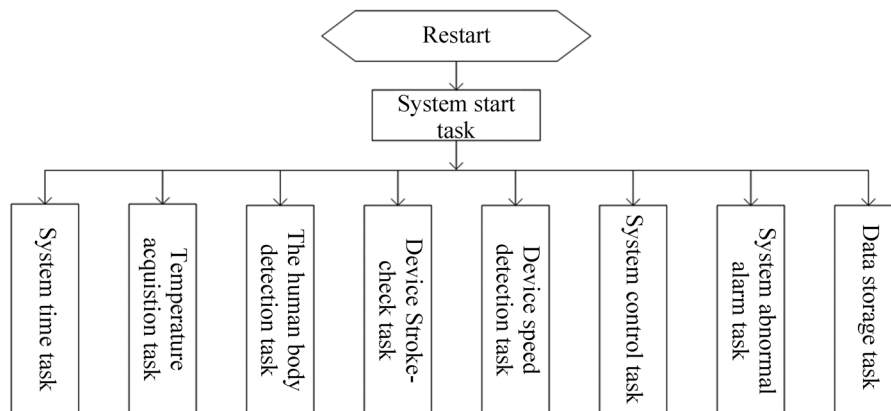 Restart
System start
task
System time task
Temperature
acquistion task
The human body
detection task
Device Stroke-
check task
Device speed
detection task
System control task
System abnormal
alarm task
Data storage task